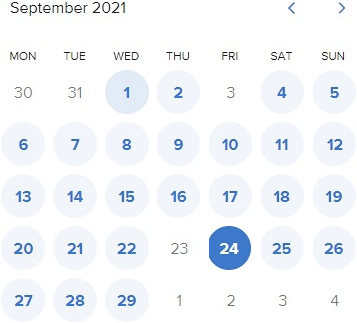 September 2021
MON TUE WED THU FRI SAT SUN
30 31 1 2 3 4 5
6 7 8 9 10 11 12
13 14 15 16 17 18 19
20 21 22 23 24 25 26
27 28 29 1 2 3 4